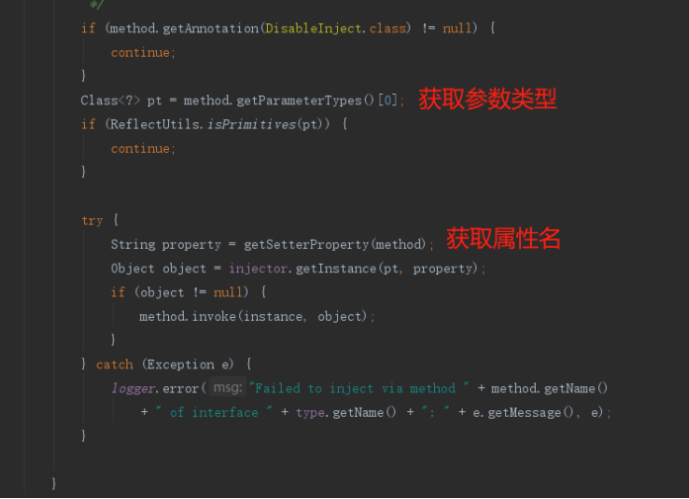 */
if (method.getAnnotation(DisableInject.class) != null) {
continue;
}
Class<?> pt = method.getParameterTypes()[0]; 获取参数类型
if (ReflectUtils.isPrimitives(pt)) {
continue;
}
try {
String property = getSetterProperty(method); 获取属性名
Object object = injector.getInstance(pt, property);
if (object != null) {
method.invoke(instance, object);
}
} catch (Exception e) {
logger.error( msg: "Failed to inject via method " + method.getName()
+ " of interface " + type.getName() + ": " + e.getMessage(), e);
}
}